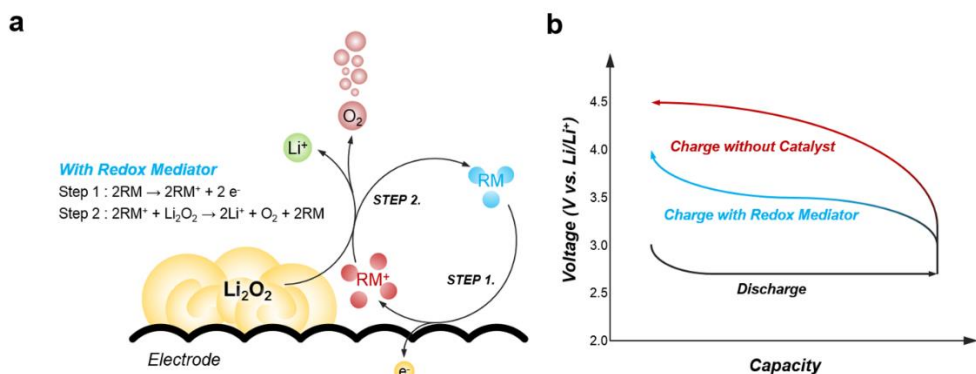 a
O₂
Li⁺
With Redox Mediator
Step 1 : 2RM → 2RM⁺ + 2 e⁻
Step 2 : 2RM⁺ + Li₂O₂ → 2Li⁺ + O₂ + 2RM
STEP 2.
RM
Li₂O₂
RM⁺
STEP 1.
Electrode
e⁻
b
Voltage (V vs. Li/Li⁺)
4.5
4.0
3.5
3.0
2.5
2.0
Charge without Catalyst
Charge with Redox Mediator
Discharge
Capacity